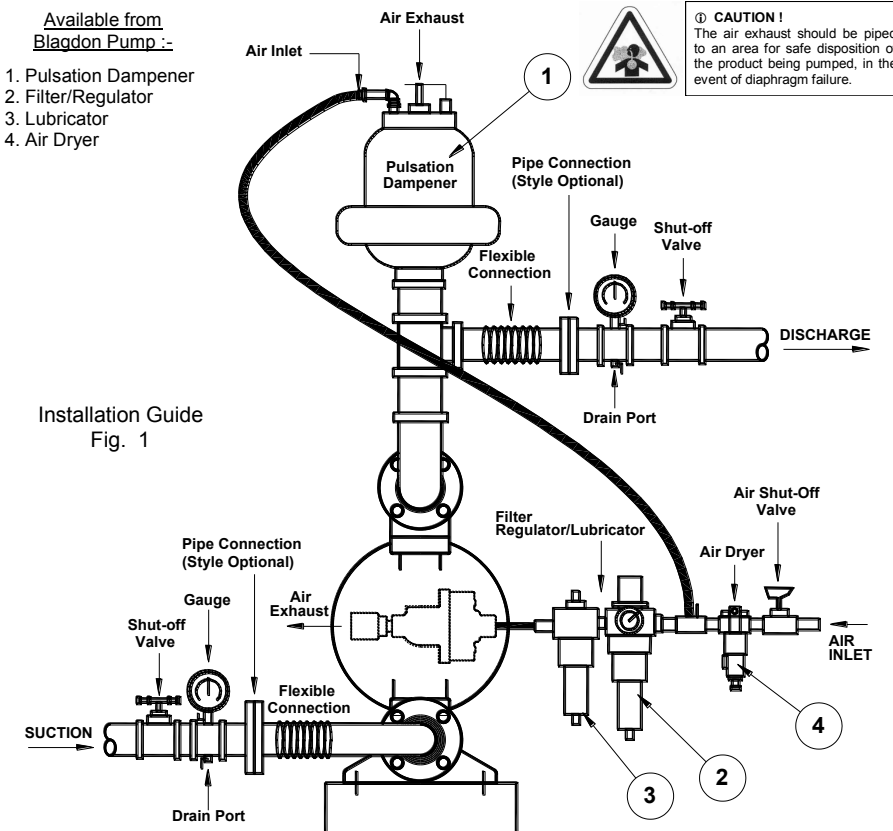 Available from
Blagdon Pump :-
1. Pulsation Dampener
2. Filter/Regulator
3. Lubricator
4. Air Dryer
Air Exhaust
Air Inlet
1
① CAUTION !
The air exhaust should be piped
to an area for safe disposition of
the product being pumped, in the
event of diaphragm failure.
Pulsation
Dampener
Pipe Connection
(Style Optional)
Gauge
Shut-off
Valve
Flexible
Connection
DISCHARGE
Drain Port
Installation Guide
Fig. 1
Air Shut-Off
Valve
Filter
Regulator/Lubricator
Air Dryer
Pipe Connection
(Style Optional)
Air
Exhaust
Gauge
Shut-off
Valve
AIR
INLET
Flexible
Connection
SUCTION
4
2
3
Drain Port